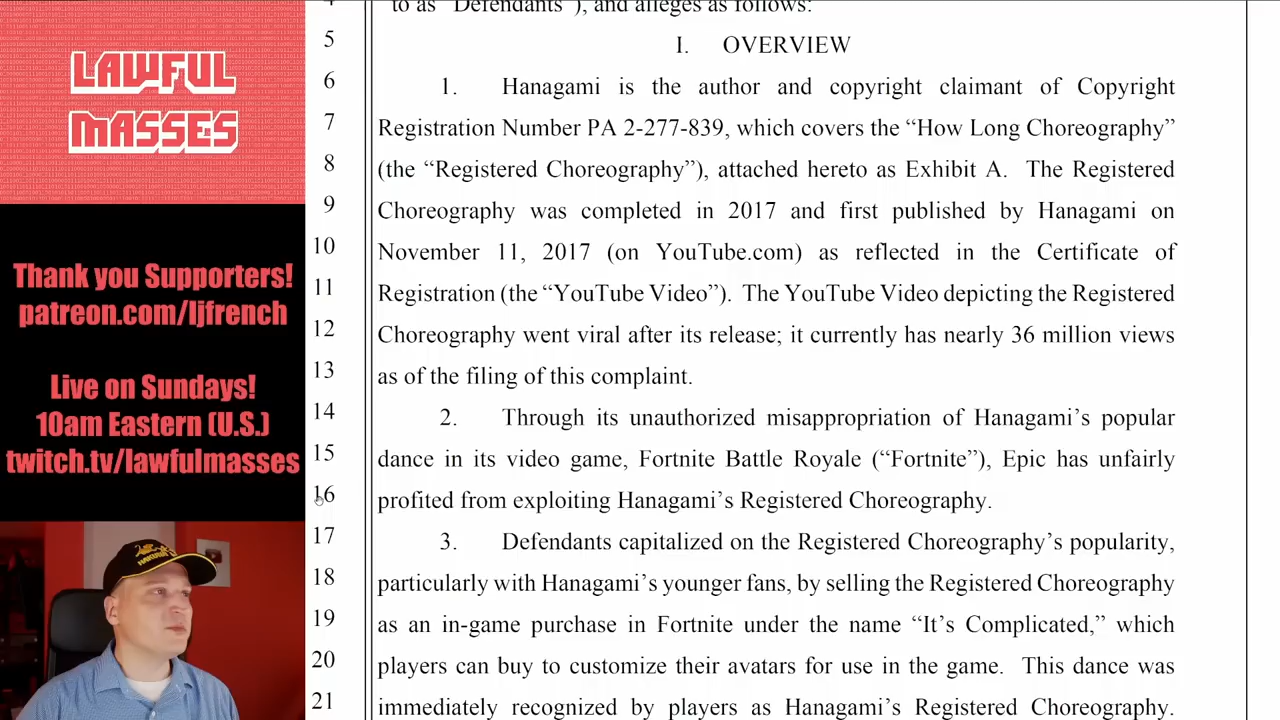 LAWFUL
MASSES
Thank you Supporters!
patreon.com/ljfrench
Live on Sundays!
10am Eastern (U.S.)
twitch.tv/lawfulmasses
4 to as "Defendants"), and alleges as follows:
5 I. OVERVIEW
6 1. Hanagami is the author and copyright claimant of Copyright
7 Registration Number PA 2-277-839, which covers the “How Long Choreography”
8 (the “Registered Choreography”), attached hereto as Exhibit A. The Registered
9 Choreography was completed in 2017 and first published by Hanagami on
10 November 11, 2017 (on YouTube.com) as reflected in the Certificate of
11 Registration (the “YouTube Video”). The YouTube Video depicting the Registered
12 Choreography went viral after its release; it currently has nearly 36 million views
13 as of the filing of this complaint.
14 2. Through its unauthorized misappropriation of Hanagami’s popular
15 dance in its video game, Fortnite Battle Royale (“Fortnite”), Epic has unfairly
16 profited from exploiting Hanagami’s Registered Choreography.
17 3. Defendants capitalized on the Registered Choreography’s popularity,
18 particularly with Hanagami’s younger fans, by selling the Registered Choreography
19 as an in-game purchase in Fortnite under the name “It’s Complicated,” which
20 players can buy to customize their avatars for use in the game. This dance was
21 immediately recognized by players as Hanagami’s Registered Choreography.